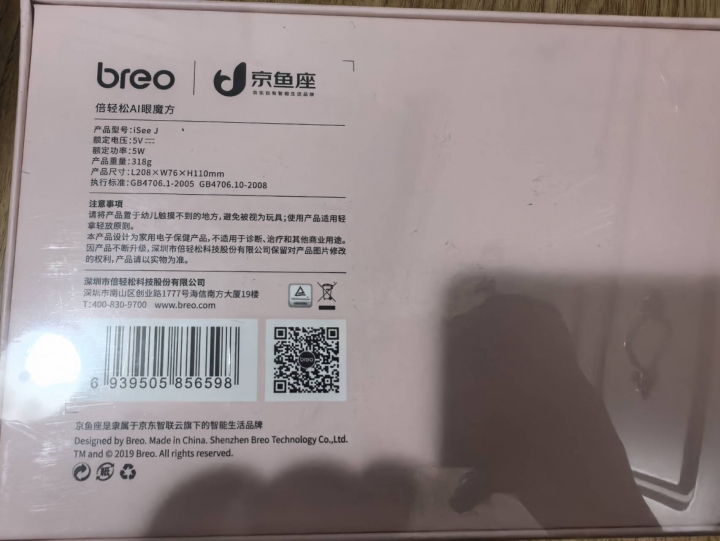 breo
京鱼座
京东自有智能生活品牌
倍轻松AI眼魔方
产品型号:iSee J
额定电压:5V
额定功率:5W
产品重量:318g
产品尺寸:L208×W76×H110mm
执行标准:GB4706.1-2005 GB4706.10-2008
注意事项
请将产品置于幼儿触摸不到的地方,避免被视为玩具;使用产品适用轻
拿轻放原则。
本产品设计为家用电子保健产品,不适用于诊断、治疗和其他商业用途。
因产品不断升级,深圳市倍轻松科技股份有限公司保留对产品图片修改
的权利,产品请以实物为准。
深圳市倍轻松科技股份有限公司
深圳市南山区创业路1777号海信南方大厦19楼
T:400-830-9700 www.breo.com
6 939505 856598
breo
京鱼座是隶属于京东智联云旗下的智能生活品牌
Designed by Breo. Made in China. Shenzhen Breo Technology Co.,Ltd.
TM and © 2019 Breo. All rights reserved.